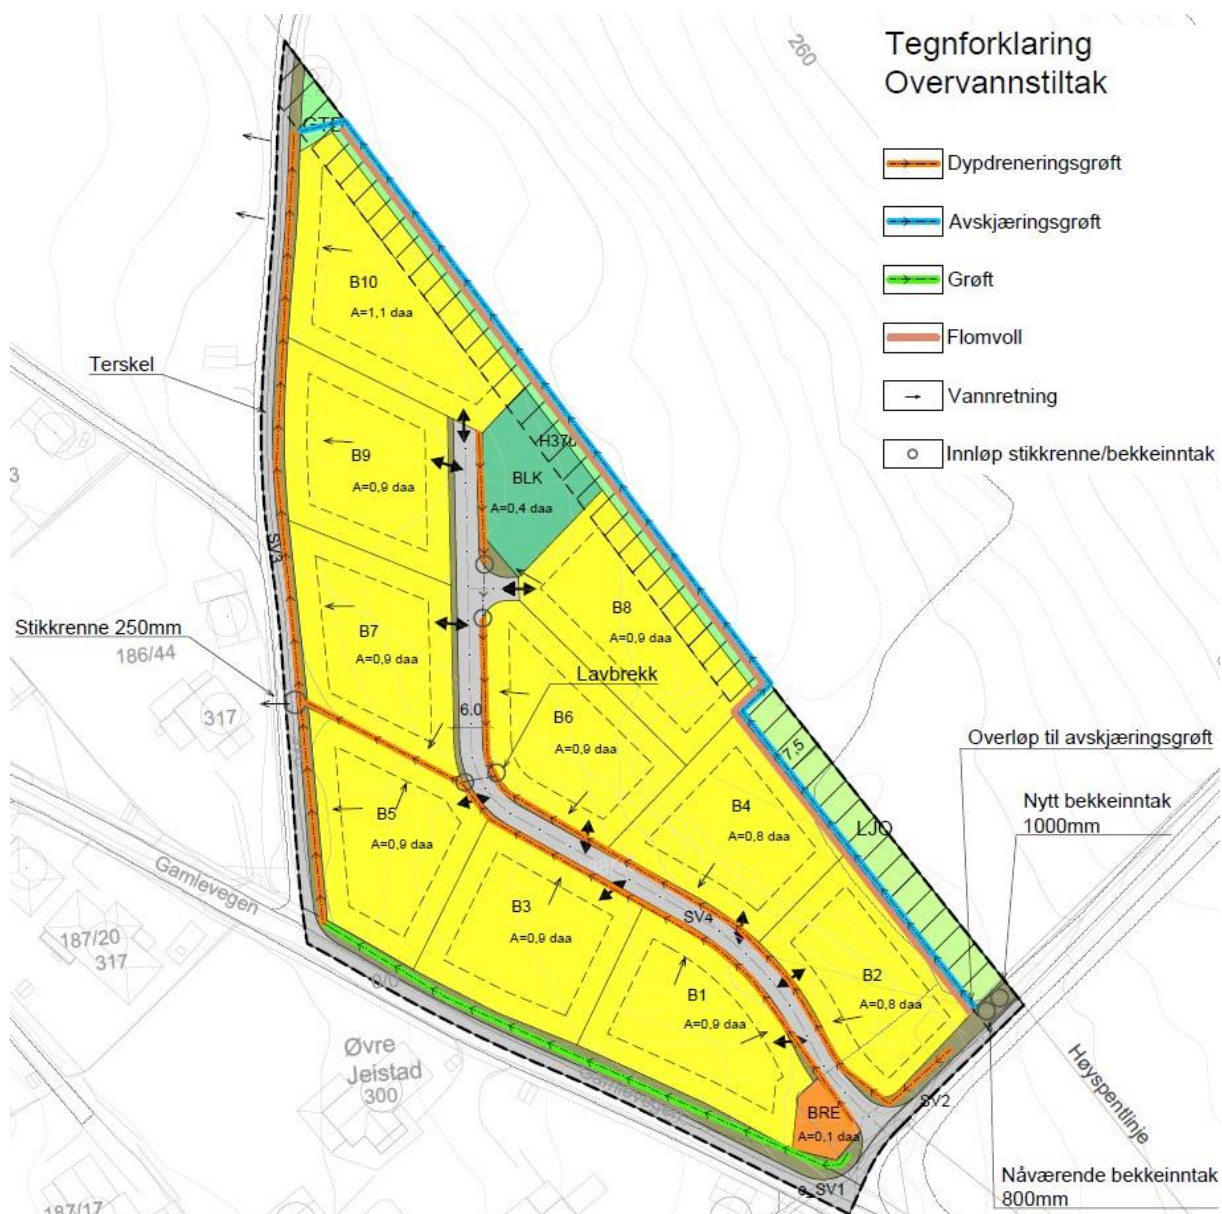 Tegnforklaring
Overvannstiltak
Dypdreneringsgrøft
Avskjæringsgrøft
Grøft
Flomvoll
Vannretning
Innløp stikkrenne/bekkeinntak
260
B10
A=1,1 daa
Terskel
B9
A=0,9 daa
BLK
A=0,4 daa
SV3
Stikkrenne 250mm
186/44
317
B7
A=0,9 daa
B8
A=0,9 daa
Lavbrekk
6.0
B6
A=0,9 daa
7,5
Overløp til avskjæringsgrøft
Nytt bekkeinntak
1000mm
B5
A=0,9 daa
B4
A=0,8 daa
Gamlevegen
187/20
317
0/0
B3
A=0,9 daa
SV4
B2
A=0,8 daa
B1
A=0,9 daa
Øvre
Jeistad
300
Gamlevegen
BRE
A=0,1 daa
SV2
Høyspentlinje
Nåværende bekkeinntak
800mm
SV1
187/17